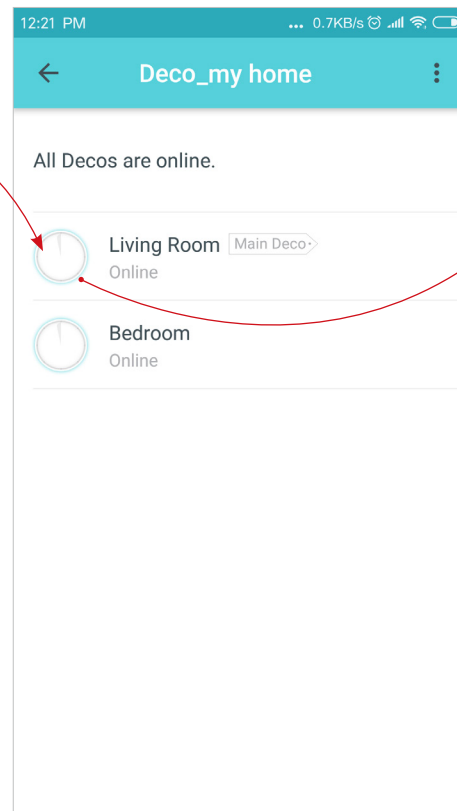 12:21 PM ... 0.7KB/s
Deco_my home
All Decos are online.
Living Room Main Deco
Online
Bedroom
Online